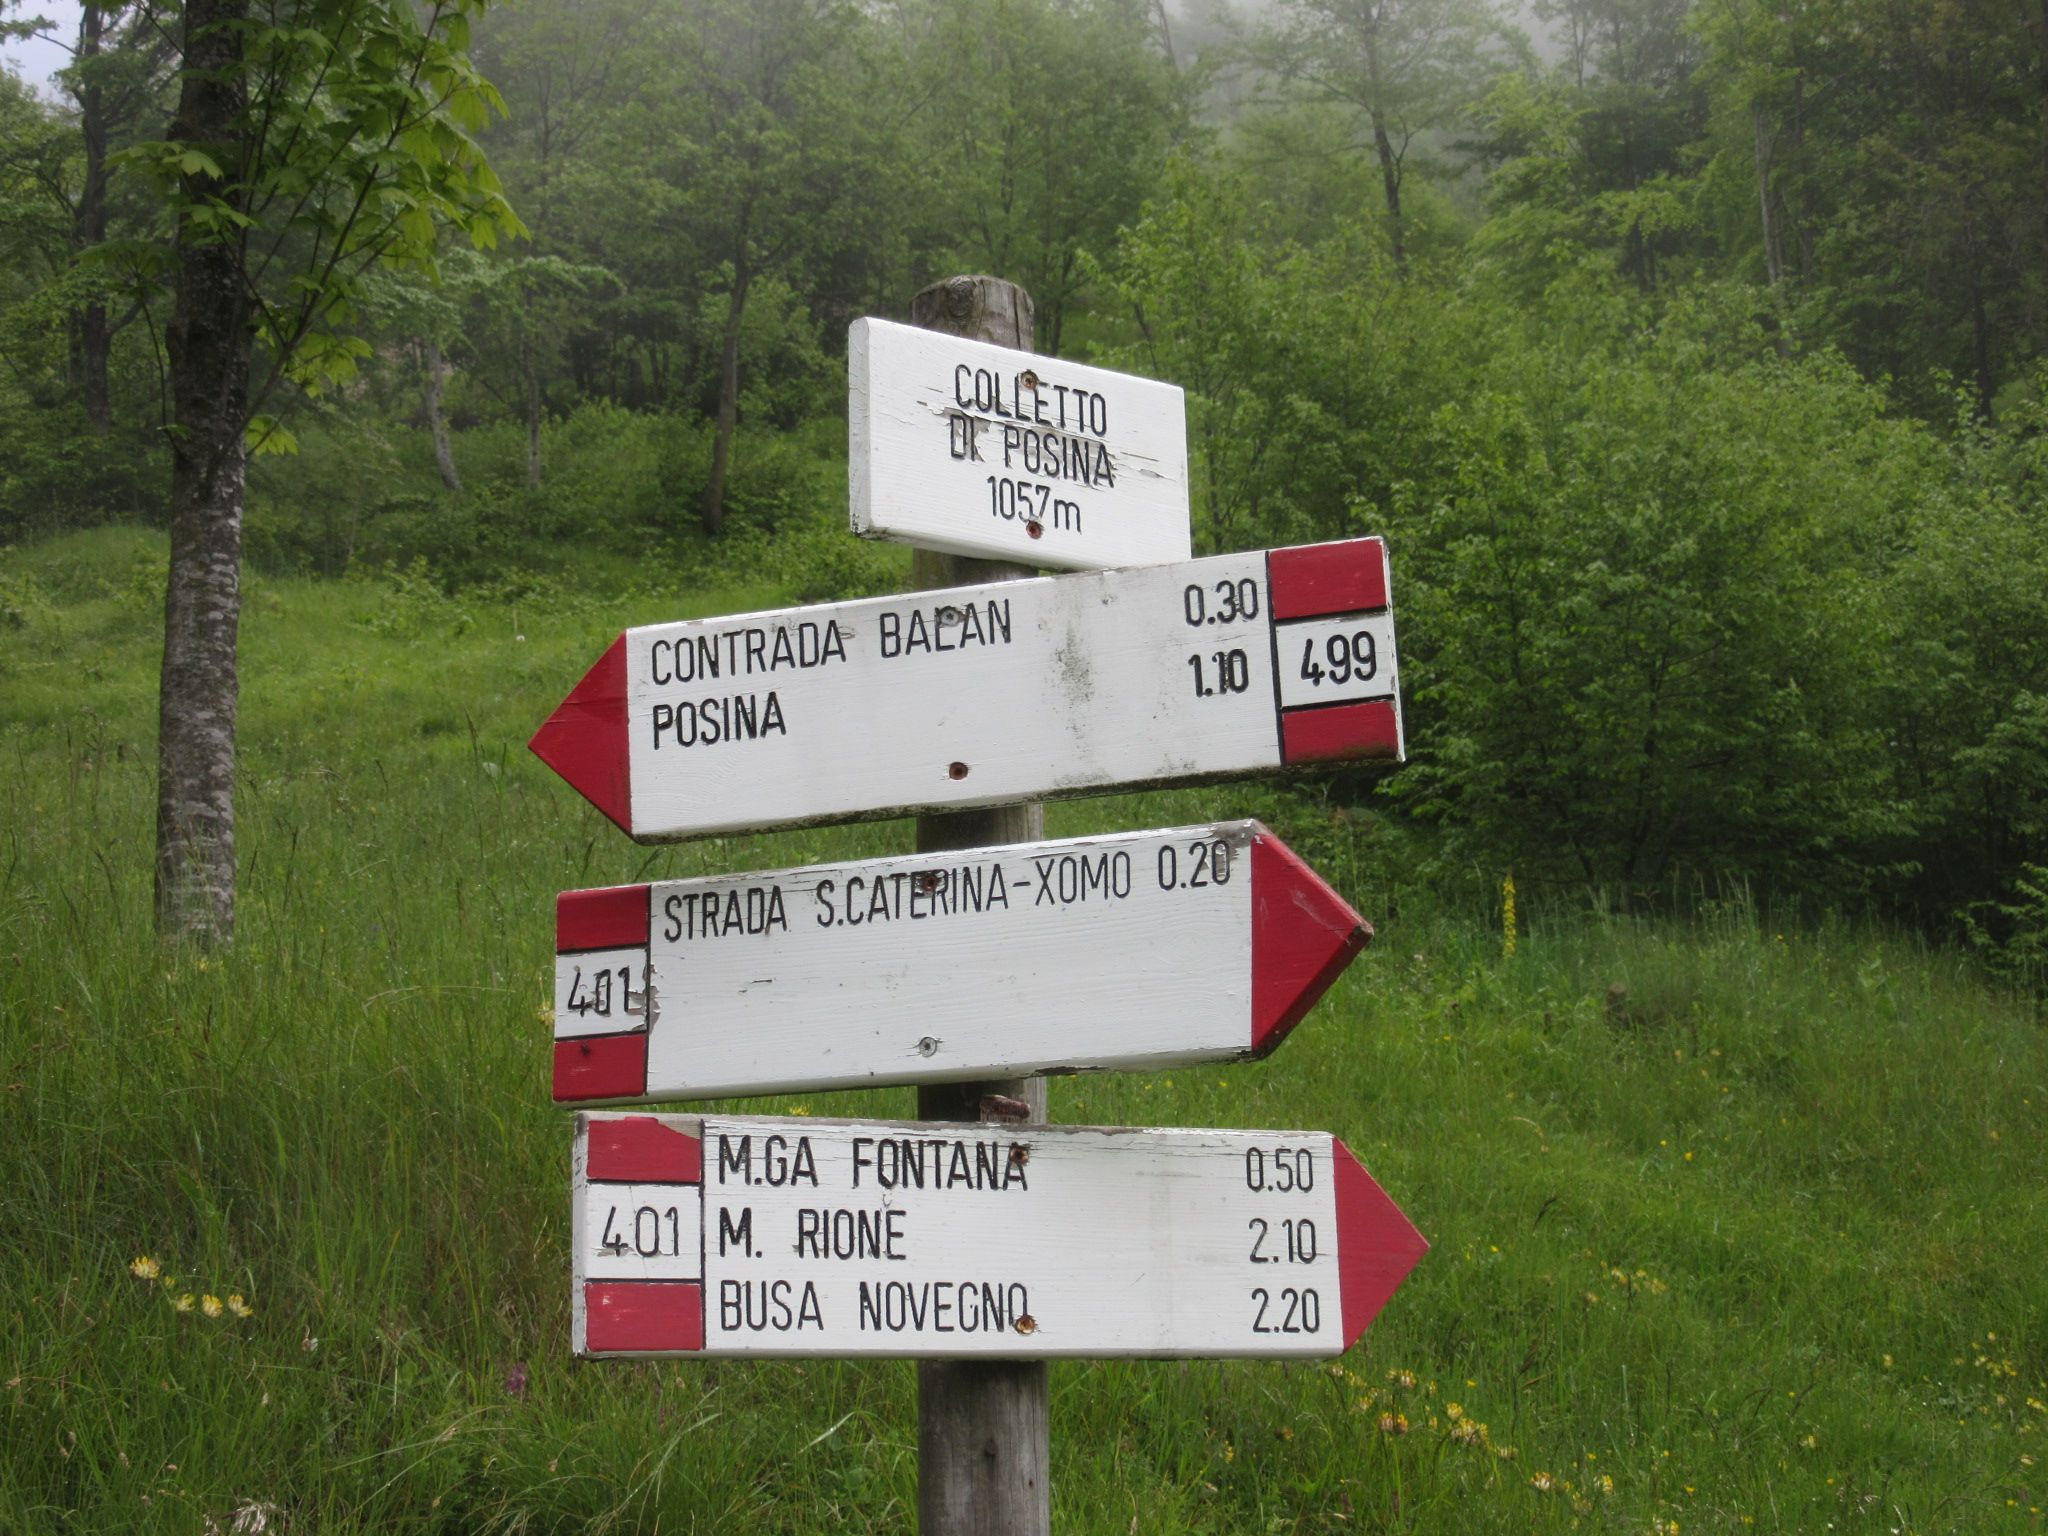 COLLETTO
DI POSINA
1057m
CONTRADA BALAN 0.30
POSINA 1.10
499
STRADA S.CATERINA-XOMO 0.20
401
M.GA FONTANA 0.50
401 M. RIONE 2.10
BUSA NOVEGNO 2.20